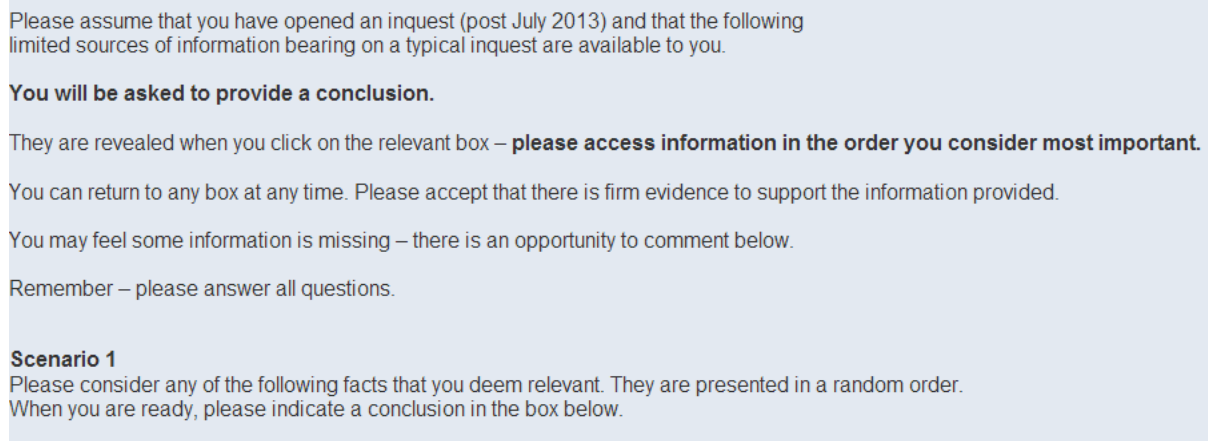 Please assume that you have opened an inquest (post July 2013) and that the following
limited sources of information bearing on a typical inquest are available to you.
You will be asked to provide a conclusion.
They are revealed when you click on the relevant box – please access information in the order you consider most important.
You can return to any box at any time. Please accept that there is firm evidence to support the information provided.
You may feel some information is missing – there is an opportunity to comment below.
Remember – please answer all questions.
Scenario 1
Please consider any of the following facts that you deem relevant. They are presented in a random order.
When you are ready, please indicate a conclusion in the box below.